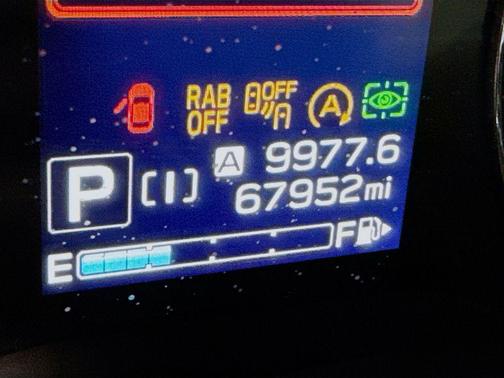 RAB OFF
OFF
A
P [I] A 9977.6
67952mi
E F